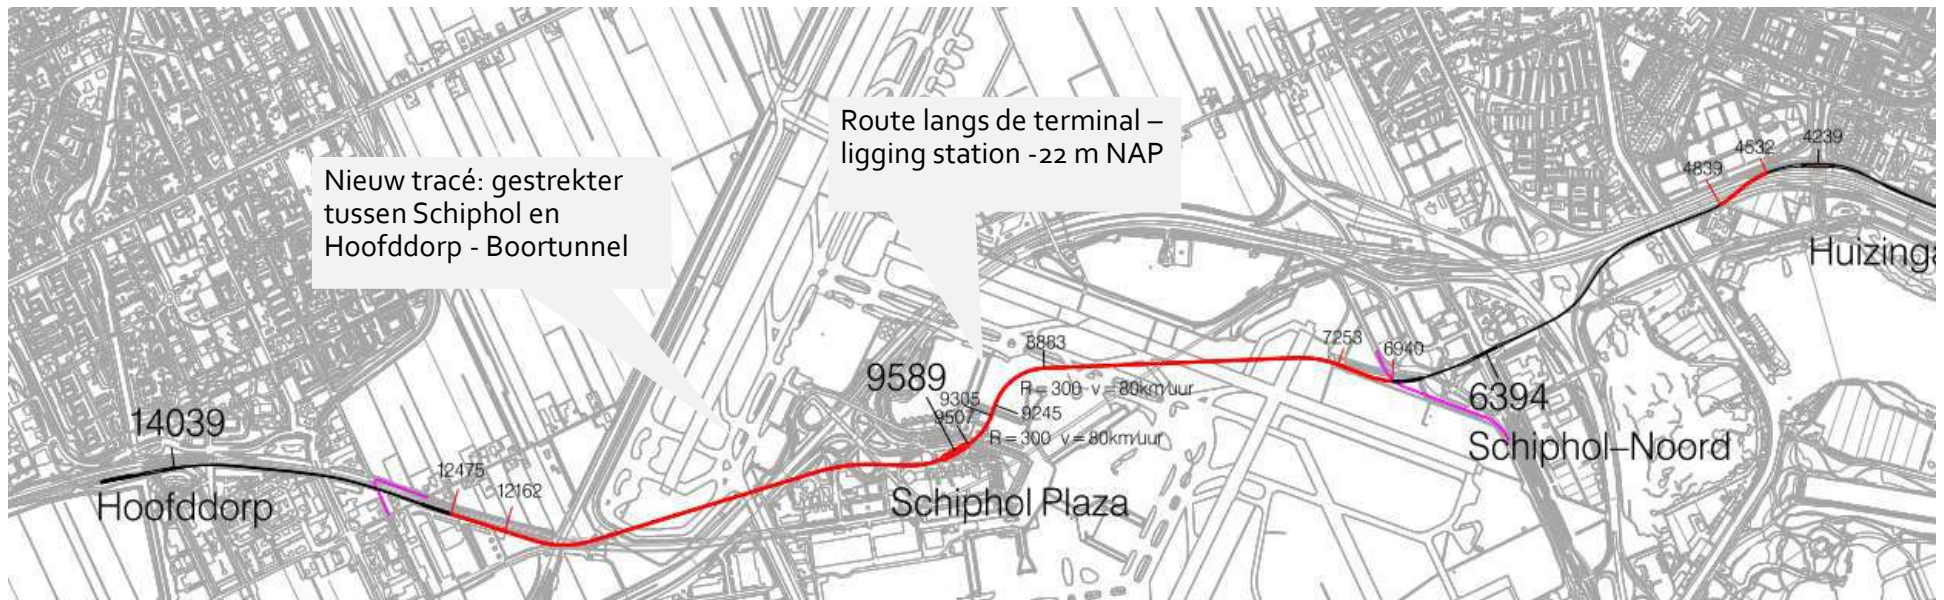 Route langs de terminal –
ligging station -22 m NAP
Nieuw tracé: gestrekter
tussen Schiphol en
Hoofddorp - Boortunnel
4239
4532
4839
Huizinga
7253
6940
8883
9589
R = 300 v = 80km/uur
9305
9245
9507
R = 300 v = 80km/uur
6394
Schiphol–Noord
14039
12475
12162
Hoofddorp
Schiphol Plaza